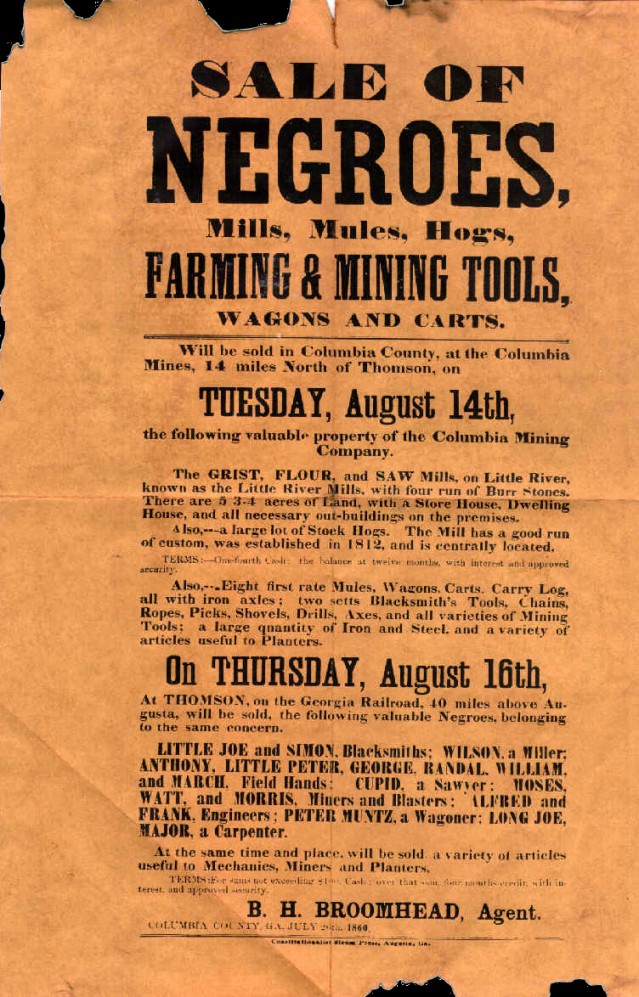 SALE OF
NEGROES,
Mills, Mules, Hogs,
FARMING & MINING TOOLS,
WAGONS AND CARTS.
Will be sold in Columbia County, at the Columbia
Mines, 14 miles North of Thomson, on
TUESDAY, August 14th,
the following valuable property of the Columbia Mining
Company.
The GRIST, FLOUR, and SAW Mills, on Little River,
known as the Little River Mills, with four run of Burr Stones.
There are 5 3-4 acres of Land, with a Store House, Dwelling
House, and all necessary out-buildings on the premises.
Also,---a large lot of Stock Hogs. The Mill has a good run
of custom, was established in 1812, and is centrally located.
TERMS:--One-fourth Cash: the balance at twelve months, with interest and approved
security.
Also,--.Eight first rate Mules, Wagons, Carts, Carry Log,
all with iron axles; two setts Blacksmith's Tools, Chains,
Ropes, Picks, Shovels, Drills, Axes, and all varieties of Mining
Tools; a large quantity of Iron and Steel, and a variety of
articles useful to Planters.
On THURSDAY, August 16th,
At THOMSON, on the Georgia Railroad, 40 miles above Au-
gusta, will be sold, the following valuable Negroes, belonging
to the same concern.
LITTLE JOE and SIMON, Blacksmiths; WILSON, a Miller;
ANTHONY, LITTLE PETER, GEORGE, RANDAL, WILLIAM,
and MARCH, Field Hands; CUPID, a Sawyer; MOSES,
WATT, and MORRIS, Miners and Blasters; ALFRED and
FRANK, Engineers; PETER MUNTZ, a Wagoner; LONG JOE,
MAJOR, a Carpenter.
At the same time and place, will be sold, a variety of articles
useful to Mechanics, Miners and Planters,
TERMS:For sums not exceeding Cash; over that sum, four months credit, with in-
terest, and approved security.
B. H. BROOMHEAD, Agent.
COLUMBIA COUNTY, GA. JULY 1860.
Constitutionalist Steam Press, Augusta, Ga.